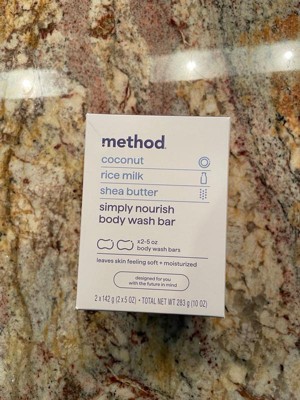 method.
coconut
rice milk
shea butter
simply nourish
body wash bar
x2-5 oz
body wash bars
leaves skin feeling soft + moisturized
designed for you
with the future in mind
2 x 142 g (2 x 5 OZ) • TOTAL NET WT 283 g (10 OZ)